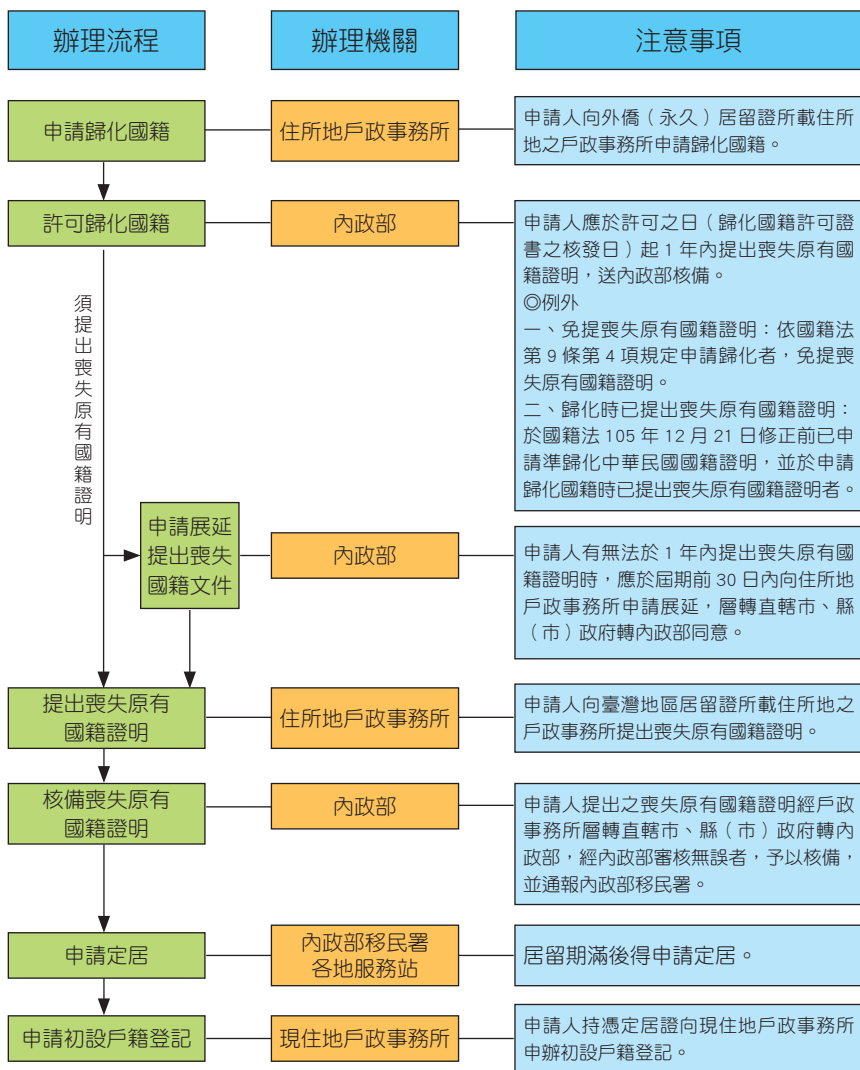 辦理流程
辦理機關
注意事項
申請歸化國籍
住所地戶政事務所
申請人向外僑（永久）居留證所載住所
地之戶政事務所申請歸化國籍。
許可歸化國籍
內政部
申請人應於許可之日（歸化國籍許可證
書之核發日）起 1 年內提出喪失原有國
籍證明，送內政部核備。
◎例外
一、免提喪失原有國籍證明：依國籍法
第 9 條第 4 項規定申請歸化者，免提喪
失原有國籍證明。
二、歸化時已提出喪失原有國籍證明：
於國籍法 105 年 12 月 21 日修正前已申
請準歸化中華民國國籍證明，並於申請
歸化國籍時已提出喪失原有國籍證明者。
須提出喪失原有國籍證明
申請展延
提出喪失
國籍文件
內政部
申請人有無法於 1 年內提出喪失原有國
籍證明時，應於屆期前 30 日內向住所地
戶政事務所申請展延，層轉直轄市、縣
（市）政府轉內政部同意。
提出喪失原有
國籍證明
住所地戶政事務所
申請人向臺灣地區居留證所載住所地之
戶政事務所提出喪失原有國籍證明。
核備喪失原有
國籍證明
內政部
申請人提出之喪失原有國籍證明經戶政
事務所層轉直轄市、縣（市）政府轉內
政部，經內政部審核無誤者，予以核備，
並通報內政部移民署。
申請定居
內政部移民署
各地服務站
居留期滿後得申請定居。
申請初設戶籍登記
現住地戶政事務所
申請人持憑定居證向現住地戶政事務所
申辦初設戶籍登記。